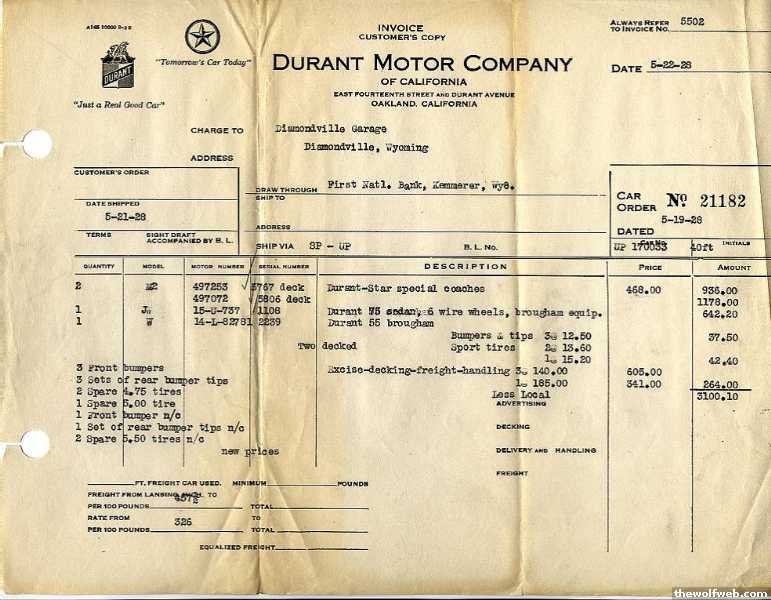 A145 10000 9-28
INVOICE
CUSTOMER'S COPY
ALWAYS REFER TO INVOICE NO. 5502
DURANT
"Tomorrow's Car Today"
DURANT MOTOR COMPANY
OF CALIFORNIA
DATE 5-22-28
"Just a Real Good Car"
EAST FOURTEENTH STREET AND DURANT AVENUE
OAKLAND, CALIFORNIA
CHARGE TO Diamondville Garage
ADDRESS Diamondville, Wyoming
CUSTOMER'S ORDER
DRAW THROUGH First Natl. Bank, Kemmerer, Wyo.
SHIP TO
CAR ORDER No 21182
DATE SHIPPED
5-21-28
5-19-28
ADDRESS
DATED
TERMS SIGHT DRAFT ACCOMPANIED BY B. L.
SHIP VIA SP - UP B. L. NO.
CAR NO. INITIALS
UP 170033 40ft
QUANTITY MODEL MOTOR NUMBER SERIAL NUMBER DESCRIPTION PRICE AMOUNT
2 M2 497253 5767 deck Durant-Star special coaches 468.00 936.00
497072 5806 deck 1178.00
1 15-U-737 1108 Durant 75 sedan, 6 wire wheels, brougham equip. 642.20
1 W 14-L-82781 2239 Durant 55 brougham
Bumpers & tips 3@ 12.50 37.50
Two decked Sport tires 2@ 13.60
1@ 15.20 42.40
3 Front bumpers Excise-decking-freight-handling 3@ 140.00 605.00
3 Sets of rear bumper tips 1@ 185.00 341.00 264.00
2 Spare 4.75 tires Less Local 3100.10
1 Spare 5.00 tire ADVERTISING
1 Front bumper n/c
1 Set of rear bumper tips n/c DECKING
2 Spare 5.50 tires n/c
new prices DELIVERY AND HANDLING
FREIGHT
FT. FREIGHT CAR USED. MINIMUM POUNDS
FREIGHT FROM LANSING, MICH. TO
PER 100 POUNDS 457½ TOTAL
RATE FROM 326 TO
PER 100 POUNDS TOTAL
EQUALIZED FREIGHT
thewolfweb.com